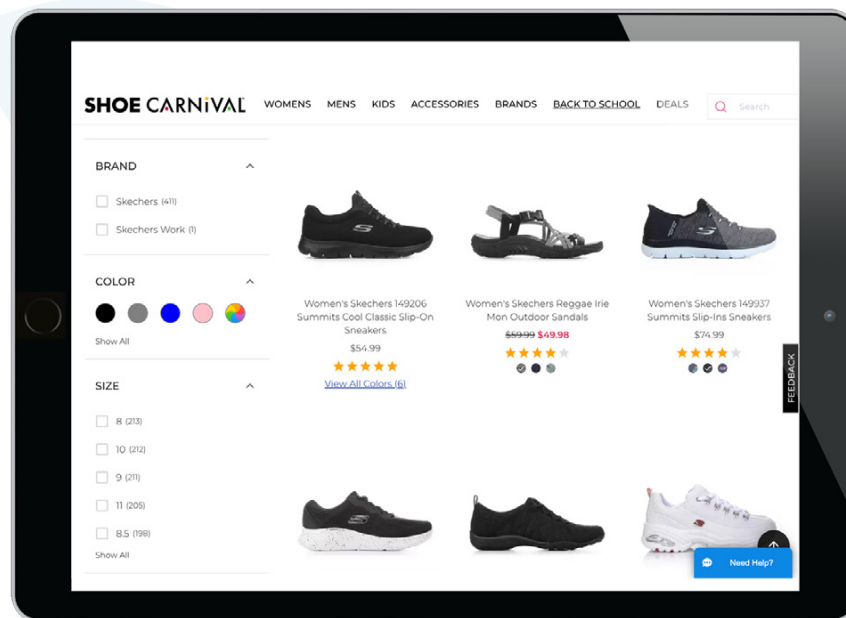 SHOE CARNiVAL
WOMENS MENS KIDS ACCESSORIES BRANDS BACK TO SCHOOL DEALS
Search
BRAND
Skechers (411)
Skechers Work (1)
COLOR
Show All
SIZE
8 (213)
10 (212)
9 (211)
11 (205)
8.5 (198)
Show All
Women's Skechers 149206
Summits Cool Classic Slip-On
Sneakers
$54.99
View All Colors (6)
Women's Skechers Reggae Irie
Mon Outdoor Sandals
$59.99 $49.98
Women's Skechers 149937
Summits Slip-Ins Sneakers
$74.99
FEEDBACK
Need Help?